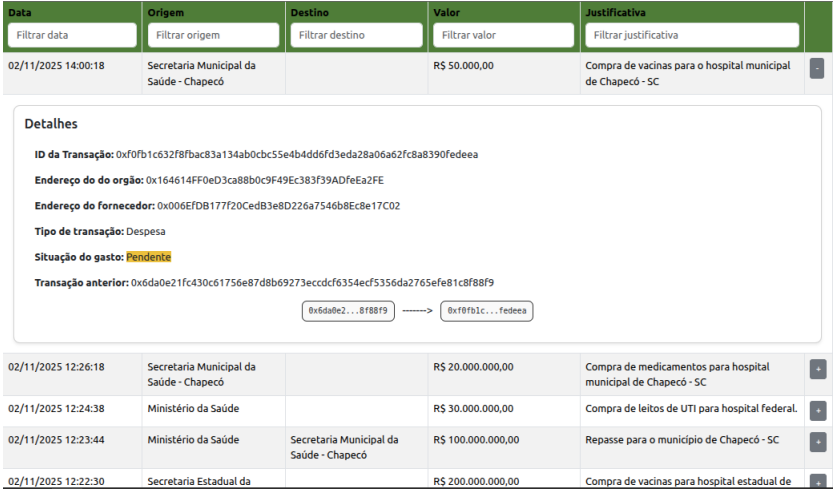 Data Origem Destino Valor Justificativa
Filtrar data Filtrar origem Filtrar destino Filtrar valor Filtrar justificativa
02/11/2025 14:00:18 Secretaria Municipal da R$ 50.000,00 Compra de vacinas para o hospital municipal -
Saúde - Chapecó de Chapecó - SC
Detalhes
ID da Transação: 0xf0fb1c632f8fbac83a134ab0cbc55e4b4dd6fd3eda28a06a62fc8a8390fedeea
Endereço do do orgão: 0x164614FF0eD3ca88b0c9F49Ec383f39ADfeEa2FE
Endereço do fornecedor: 0x006EfDB177f20CedB3e8D226a7546b8Ec8e17C02
Tipo de transação: Despesa
Situação do gasto: Pendente
Transação anterior: 0x6da0e21fc430c61756e87d8b69273eccdcf6354ecf5356da2765efe81c8f88f9
0x6da0e2...8f88f9 -------> 0xf0fb1c...fedeea
02/11/2025 12:26:18 Secretaria Municipal da R$ 20.000.000,00 Compra de medicamentos para hospital +
Saúde - Chapecó municipal de Chapecó - SC
02/11/2025 12:24:38 Ministério da Saúde R$ 30.000.000,00 Compra de leitos de UTI para hospital federal. +
02/11/2025 12:23:44 Ministério da Saúde Secretaria Municipal da R$ 100.000.000,00 Repasse para o município de Chapecó - SC +
Saúde - Chapecó
02/11/2025 12:22:30 Secretaria Estadual da R$ 200.000.000,00 Compra de vacinas para hospital estadual de +